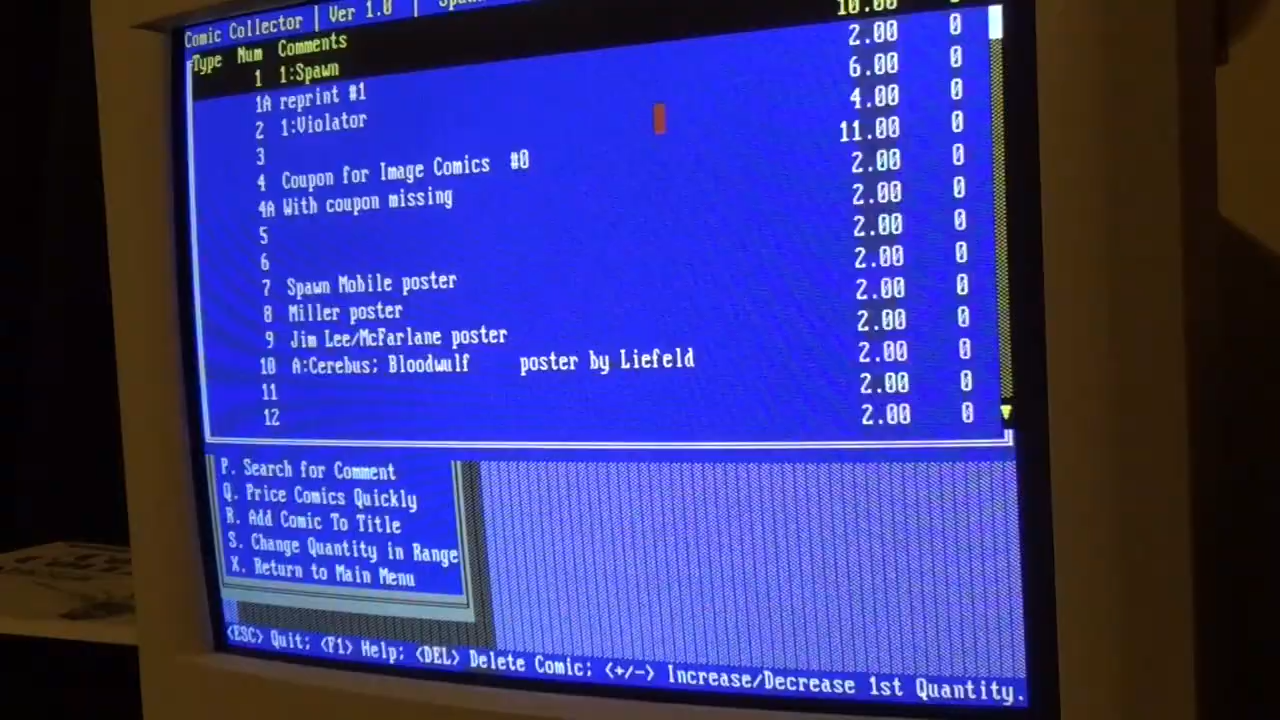 Comic Collector | Ver 1.0 |
Type Num Comments
1 1:Spawn 10.00
1A reprint #1 2.00 0
2 1:Violator 6.00 0
3 4.00 0
4 Coupon for Image Comics #0 11.00 0
4A With coupon missing 2.00 0
5 2.00 0
6 2.00 0
7 Spawn Mobile poster 2.00 0
8 Miller poster 2.00 0
9 Jim Lee/McFarlane poster 2.00 0
10 A:Cerebus; Bloodwulf poster by Liefeld 2.00 0
11 2.00 0
12 2.00 0
P. Search for Comment
Q. Price Comics Quickly
R. Add Comic To Title
S. Change Quantity in Range
X. Return to Main Menu
<ESC> Quit; <F1> Help; <DEL> Delete Comic; <+/-> Increase/Decrease 1st Quantity.